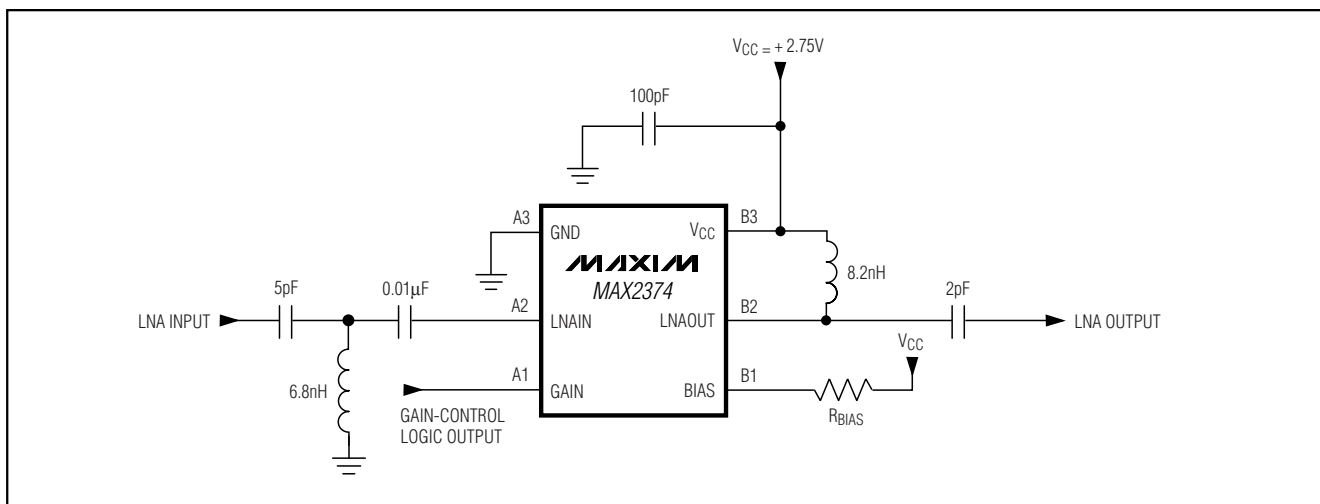 VCC = + 2.75V
100pF
A3
GND
VCC
B3
MAXIM
MAX2374
8.2nH
5pF
0.01µF
2pF
LNA INPUT
A2
LNAIN
LNAOUT
B2
LNA OUTPUT
VCC
6.8nH
A1
GAIN
BIAS
B1
GAIN-CONTROL
LOGIC OUTPUT
RBIAS